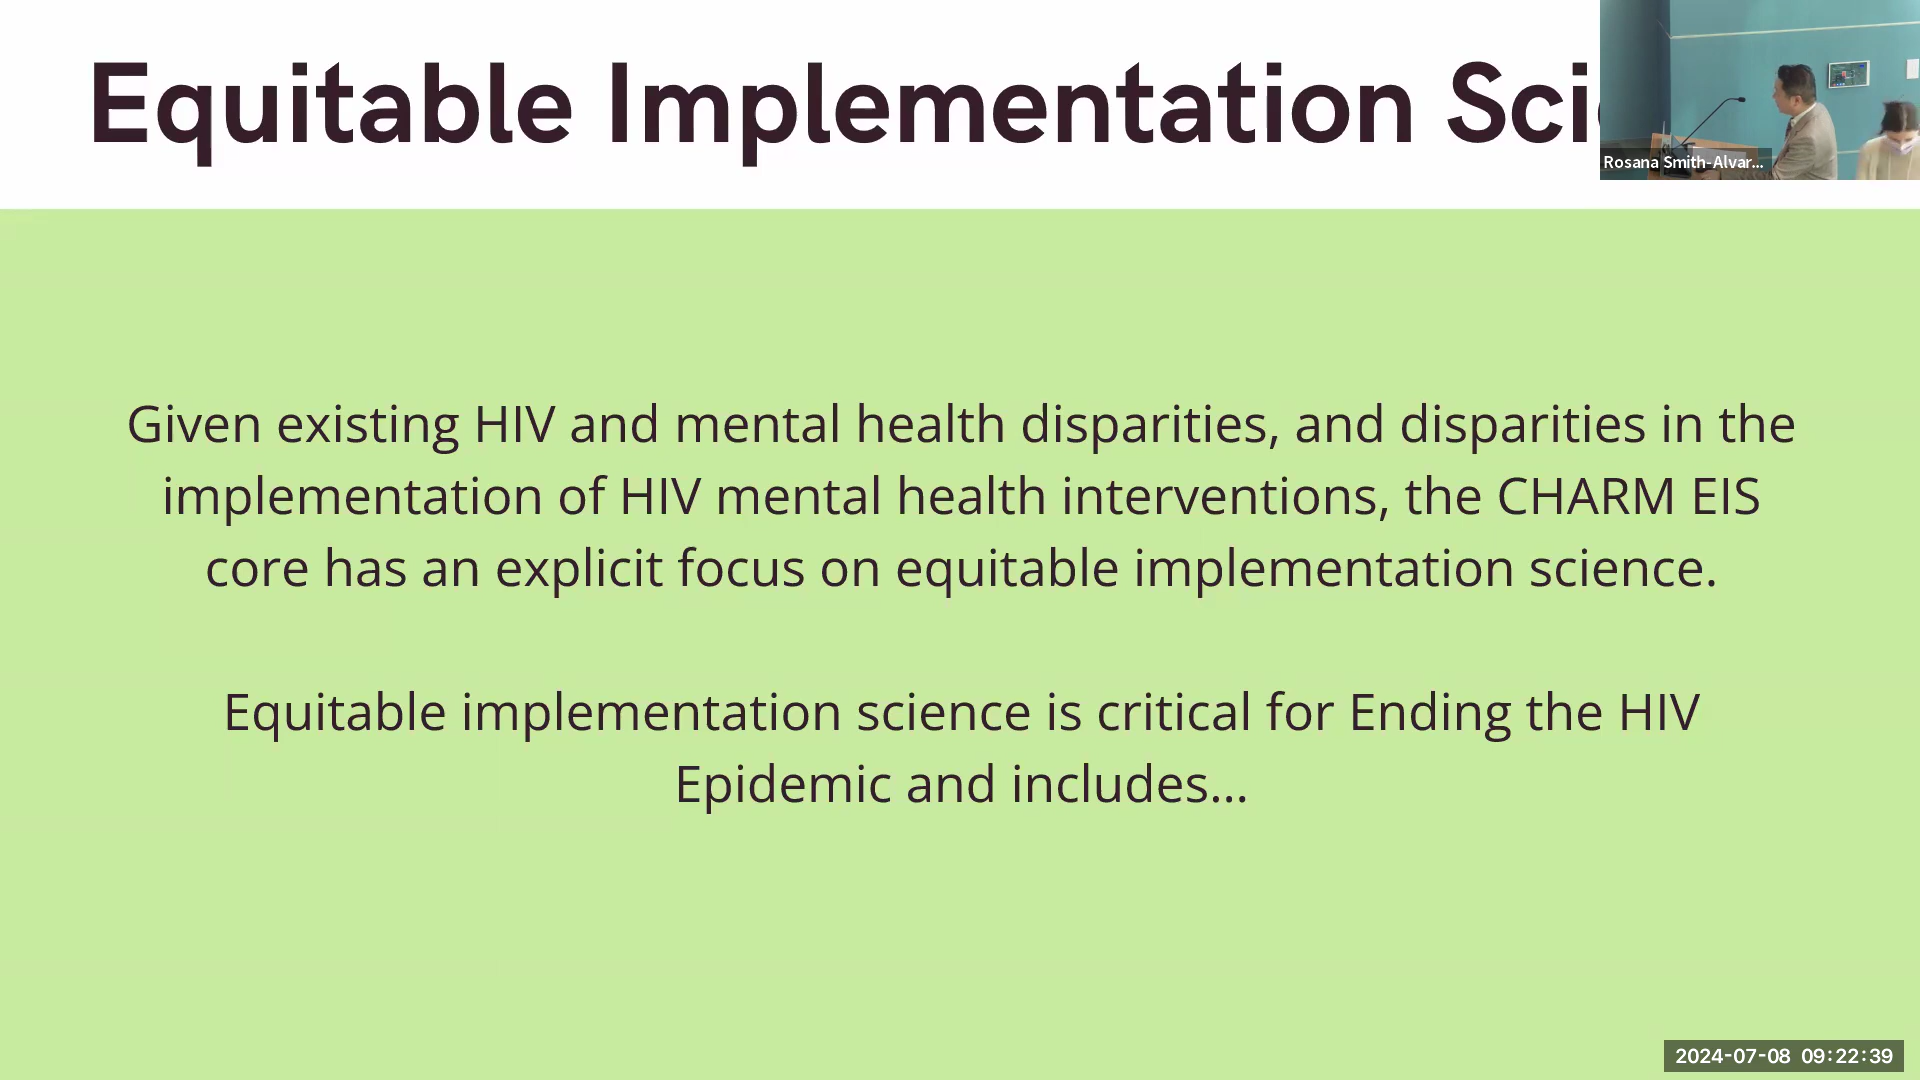 Equitable Implementation
Rosana Smith-Alvar...
Given existing HIV and mental health disparities, and disparities in the
implementation of HIV mental health interventions, the CHARM EIS
core has an explicit focus on equitable implementation science.
Equitable implementation science is critical for Ending the HIV
Epidemic and includes...
2024-07-08 09:22:39